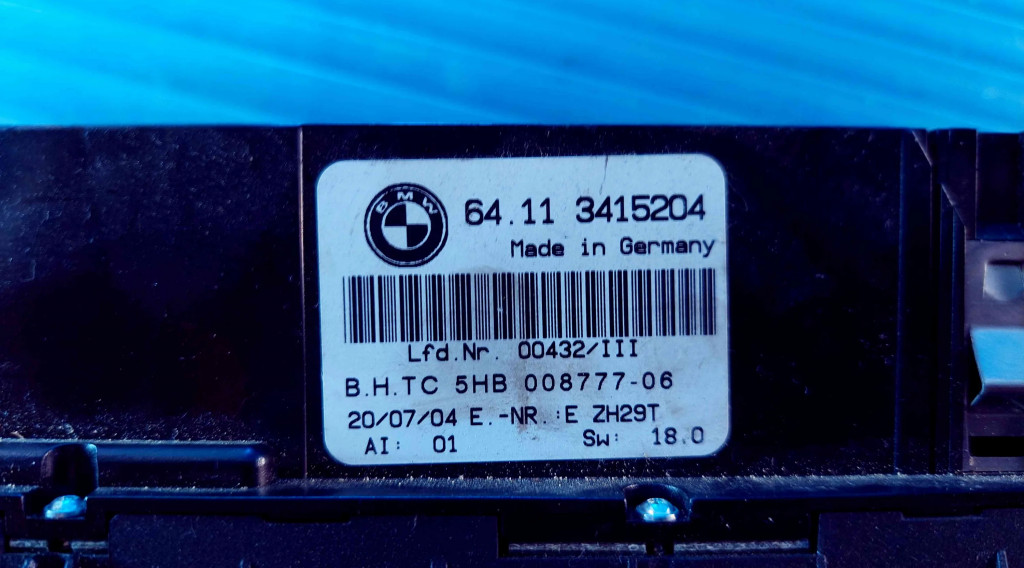 BMW
64.11 3415204
Made in Germany
Lfd.Nr. 00432/III
B.H.TC 5HB 008777-06
20/07/04 E.-NR.:E ZH29T
AI: 01 Sw: 18.0